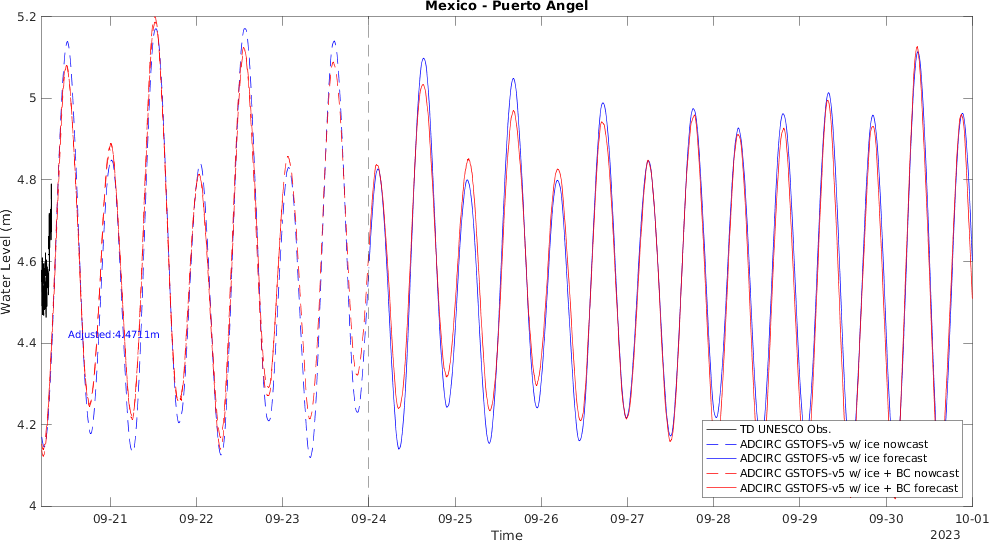 Mexico - Puerto Angel
5.2
5
4.8
4.6
4.4
4.2
4
Water Level (m)
Adjusted:4.4711m
TD UNESCO Obs.
ADCIRC GSTOFS-v5 w/ ice nowcast
ADCIRC GSTOFS-v5 w/ ice forecast
ADCIRC GSTOFS-v5 w/ ice + BC nowcast
ADCIRC GSTOFS-v5 w/ ice + BC forecast
09-21 09-22 09-23 09-24 09-25 09-26 09-27 09-28 09-29 09-30 10-01
Time
2023